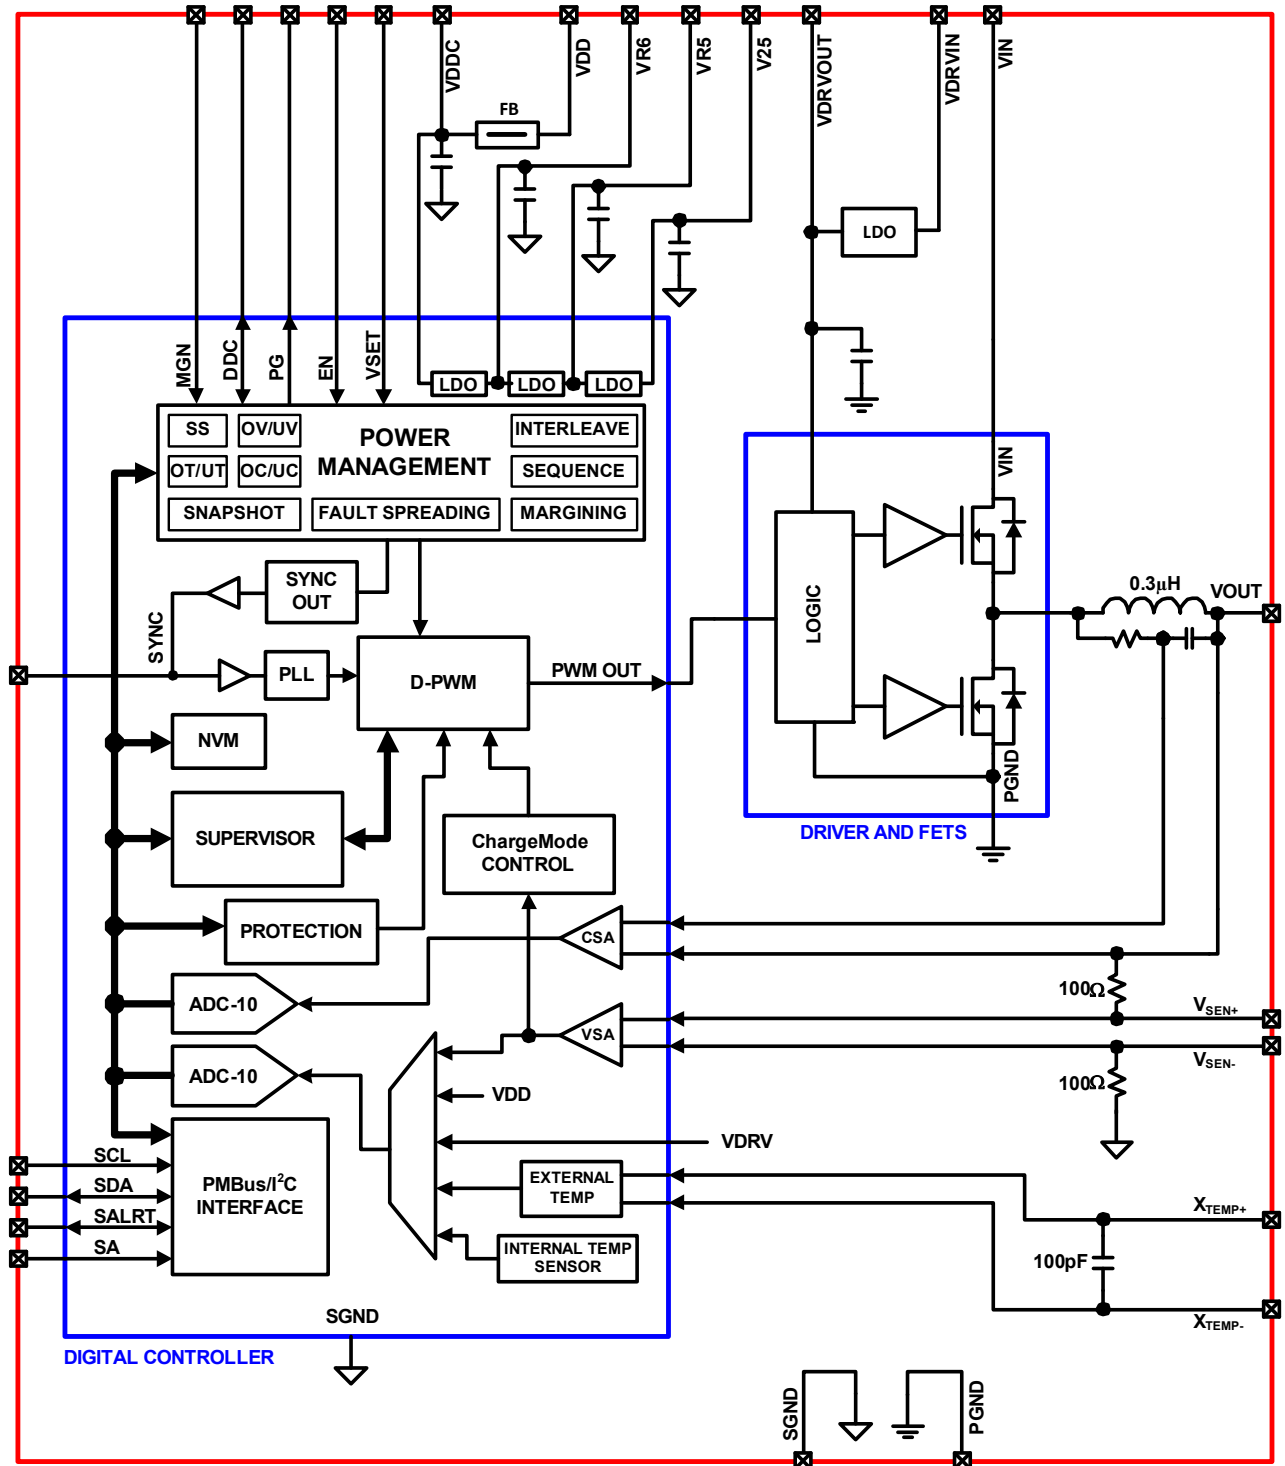 VDDC
VDD
VR6
VR5
V25
VDRVOUT
VDRVIN
VIN
FB
LDO
MGN
DDC
PG
EN
VSET
LDO
LDO
LDO
SS
OV/UV
POWER
MANAGEMENT
INTERLEAVE
OT/UT
OC/UC
SEQUENCE
SNAPSHOT
FAULT SPREADING
MARGINING
VIN
SYNC
OUT
SYNC
PLL
D-PWM
PWM OUT
LOGIC
0.3µH
VOUT
NVM
SUPERVISOR
ChargeMode
CONTROL
PGND
DRIVER AND FETS
PROTECTION
CSA
ADC-10
100Ω
VSEN+
VSA
VSEN-
ADC-10
VDD
100Ω
VDRV
SCL
SDA
SALRT
SA
PMBus/I²C
INTERFACE
EXTERNAL
TEMP
XTEMP+
INTERNAL TEMP
SENSOR
100pF
XTEMP-
SGND
DIGITAL CONTROLLER
SGND
PGND